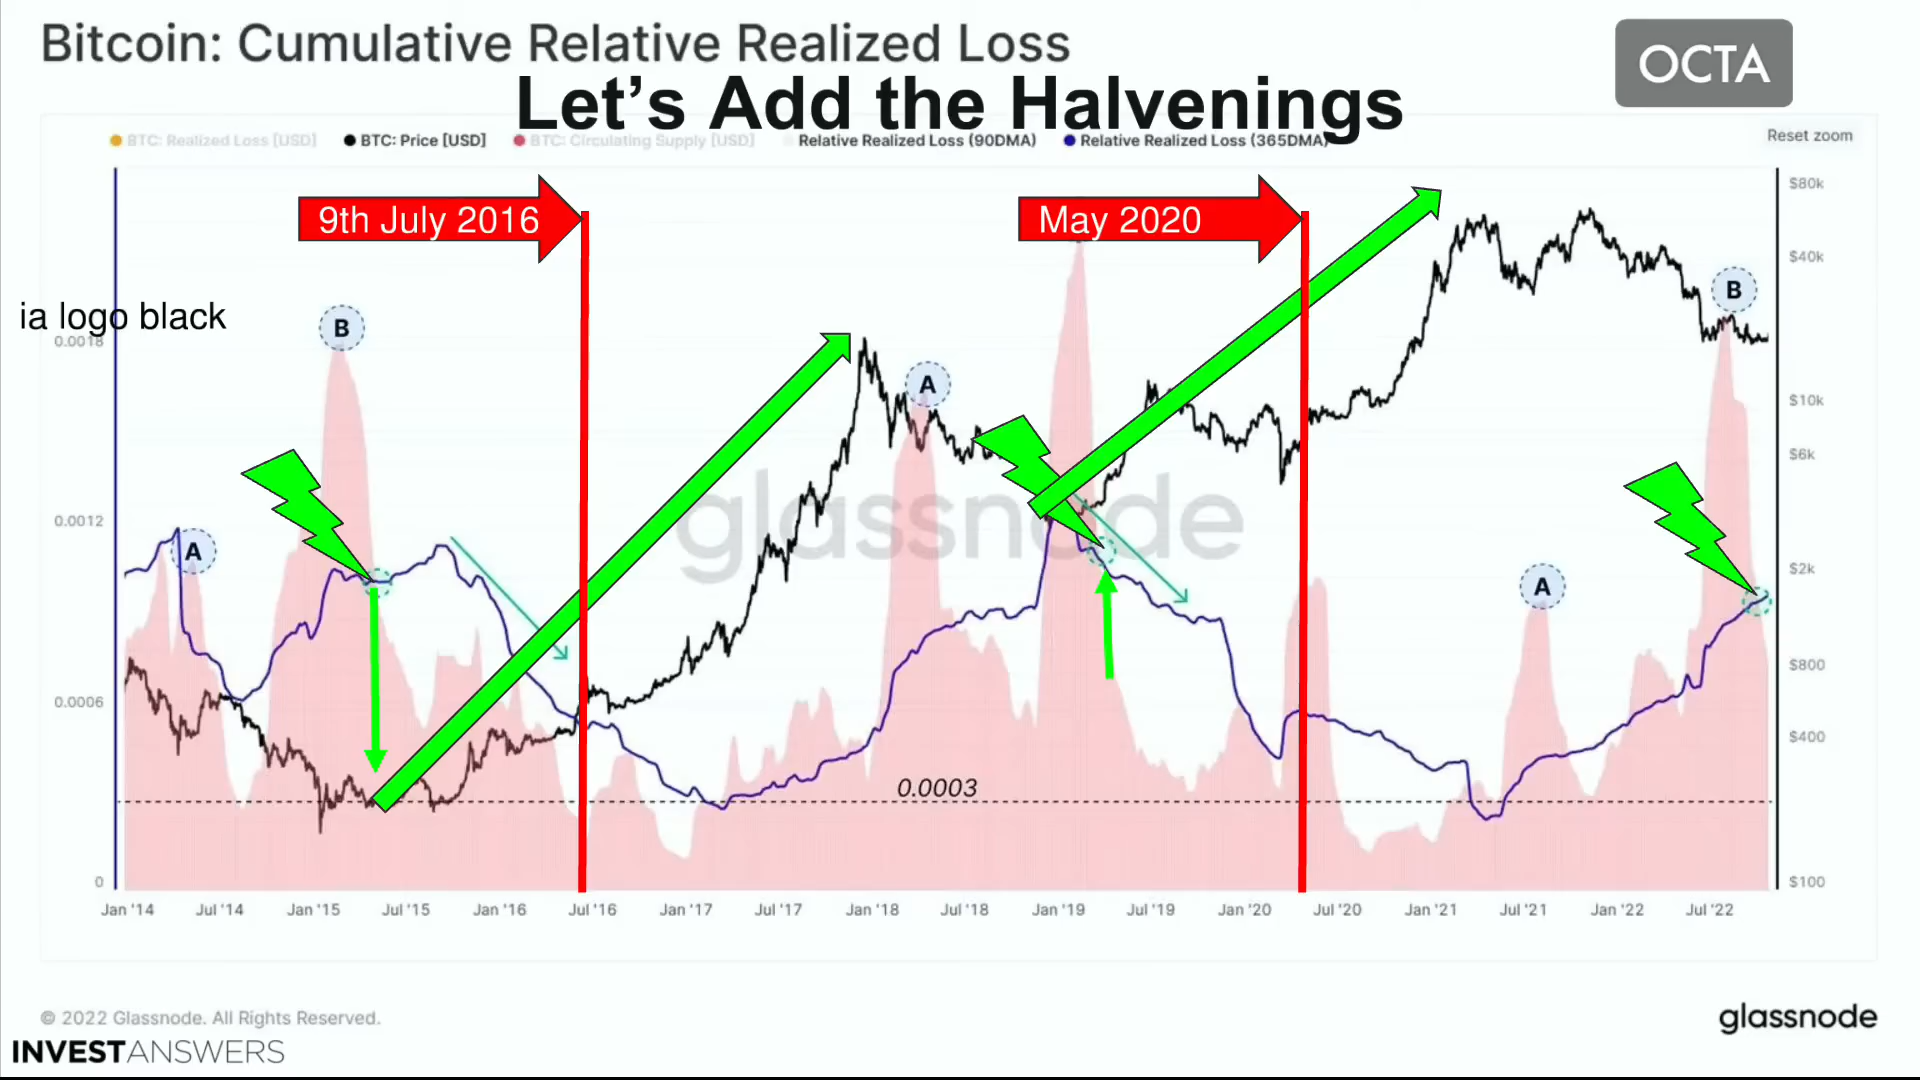 Bitcoin: Cumulative Relative Realized Loss
OCTA
Let’s Add the Halvenings
BTC: Realized Loss [USD] BTC: Price [USD] BTC: Circulating Supply [USD] Relative Realized Loss (90DMA) Relative Realized Loss (365DMA)
Reset zoom
$80k
9th July 2016
May 2020
$40k
B
ia logo black
B
0.0018
A
$10k
$6k
glassnode
0.0012
A
$2k
A
$800
0.0006
$400
0.0003
0
$100
Jan '14 Jul '14 Jan '15 Jul '15 Jan '16 Jul '16 Jan '17 Jul '17 Jan '18 Jul '18 Jan '19 Jul '19 Jan '20 Jul '20 Jan '21 Jul '21 Jan '22 Jul '22
© 2022 Glassnode. All Rights Reserved.
glassnode
INVESTANSWERS